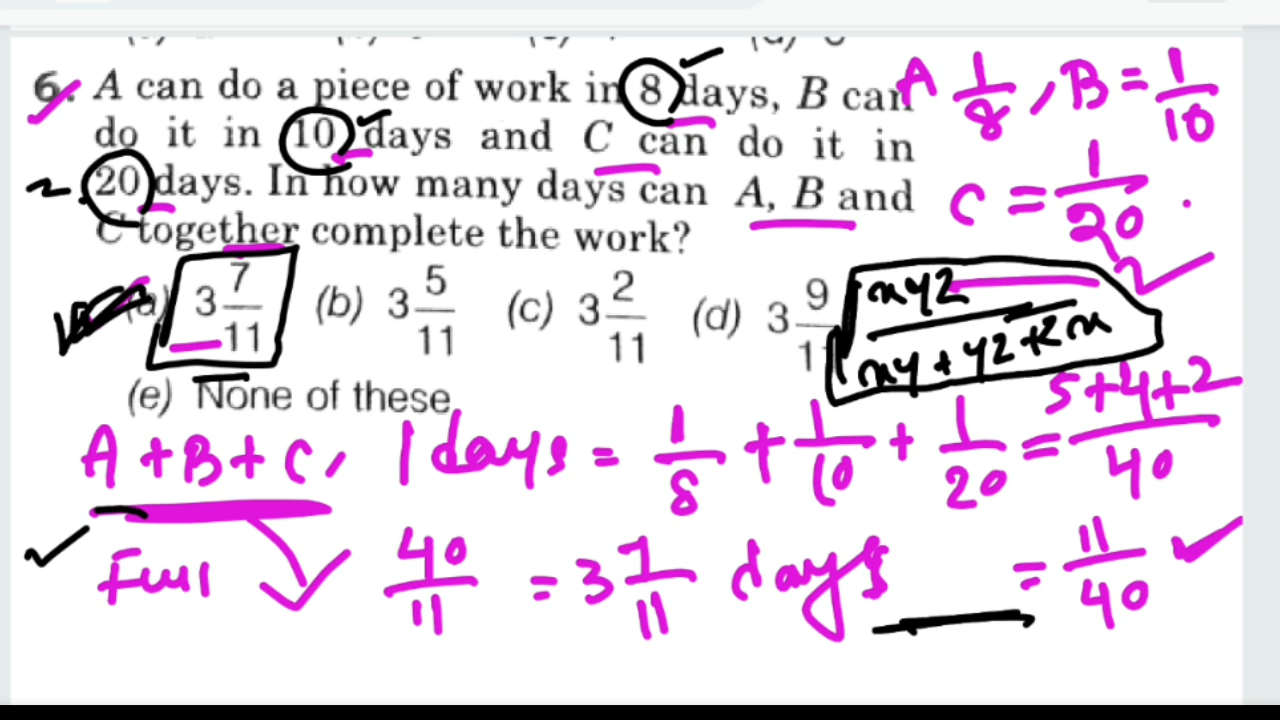 6. A can do a piece of work in 8 days, B can
do it in 10 days and C can do it in
20 days. In how many days can A, B and
C together complete the work?
(a) 3 7/11 (b) 3 5/11 (c) 3 2/11 (d) 3 9/1
(e) None of these
A 1/8, B = 1/10
C = 1/20
xyz/xy + yz + zx
A + B + C, 1 days = 1/8 + 1/10 + 1/20 = 5+4+2/40
= 11/40
Full 40/11 = 3 7/11 days